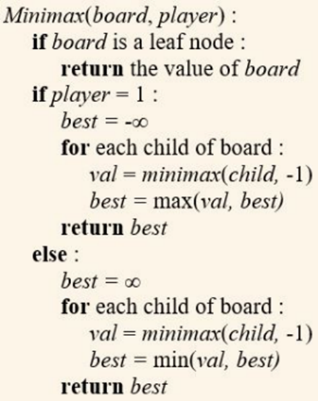 Minimax(board, player) :
if board is a leaf node :
return the value of board
if player = 1 :
best = -∞
for each child of board :
val = minimax(child, -1)
best = max(val, best)
return best
else :
best = ∞
for each child of board :
val = minimax(child, -1)
best = min(val, best)
return best